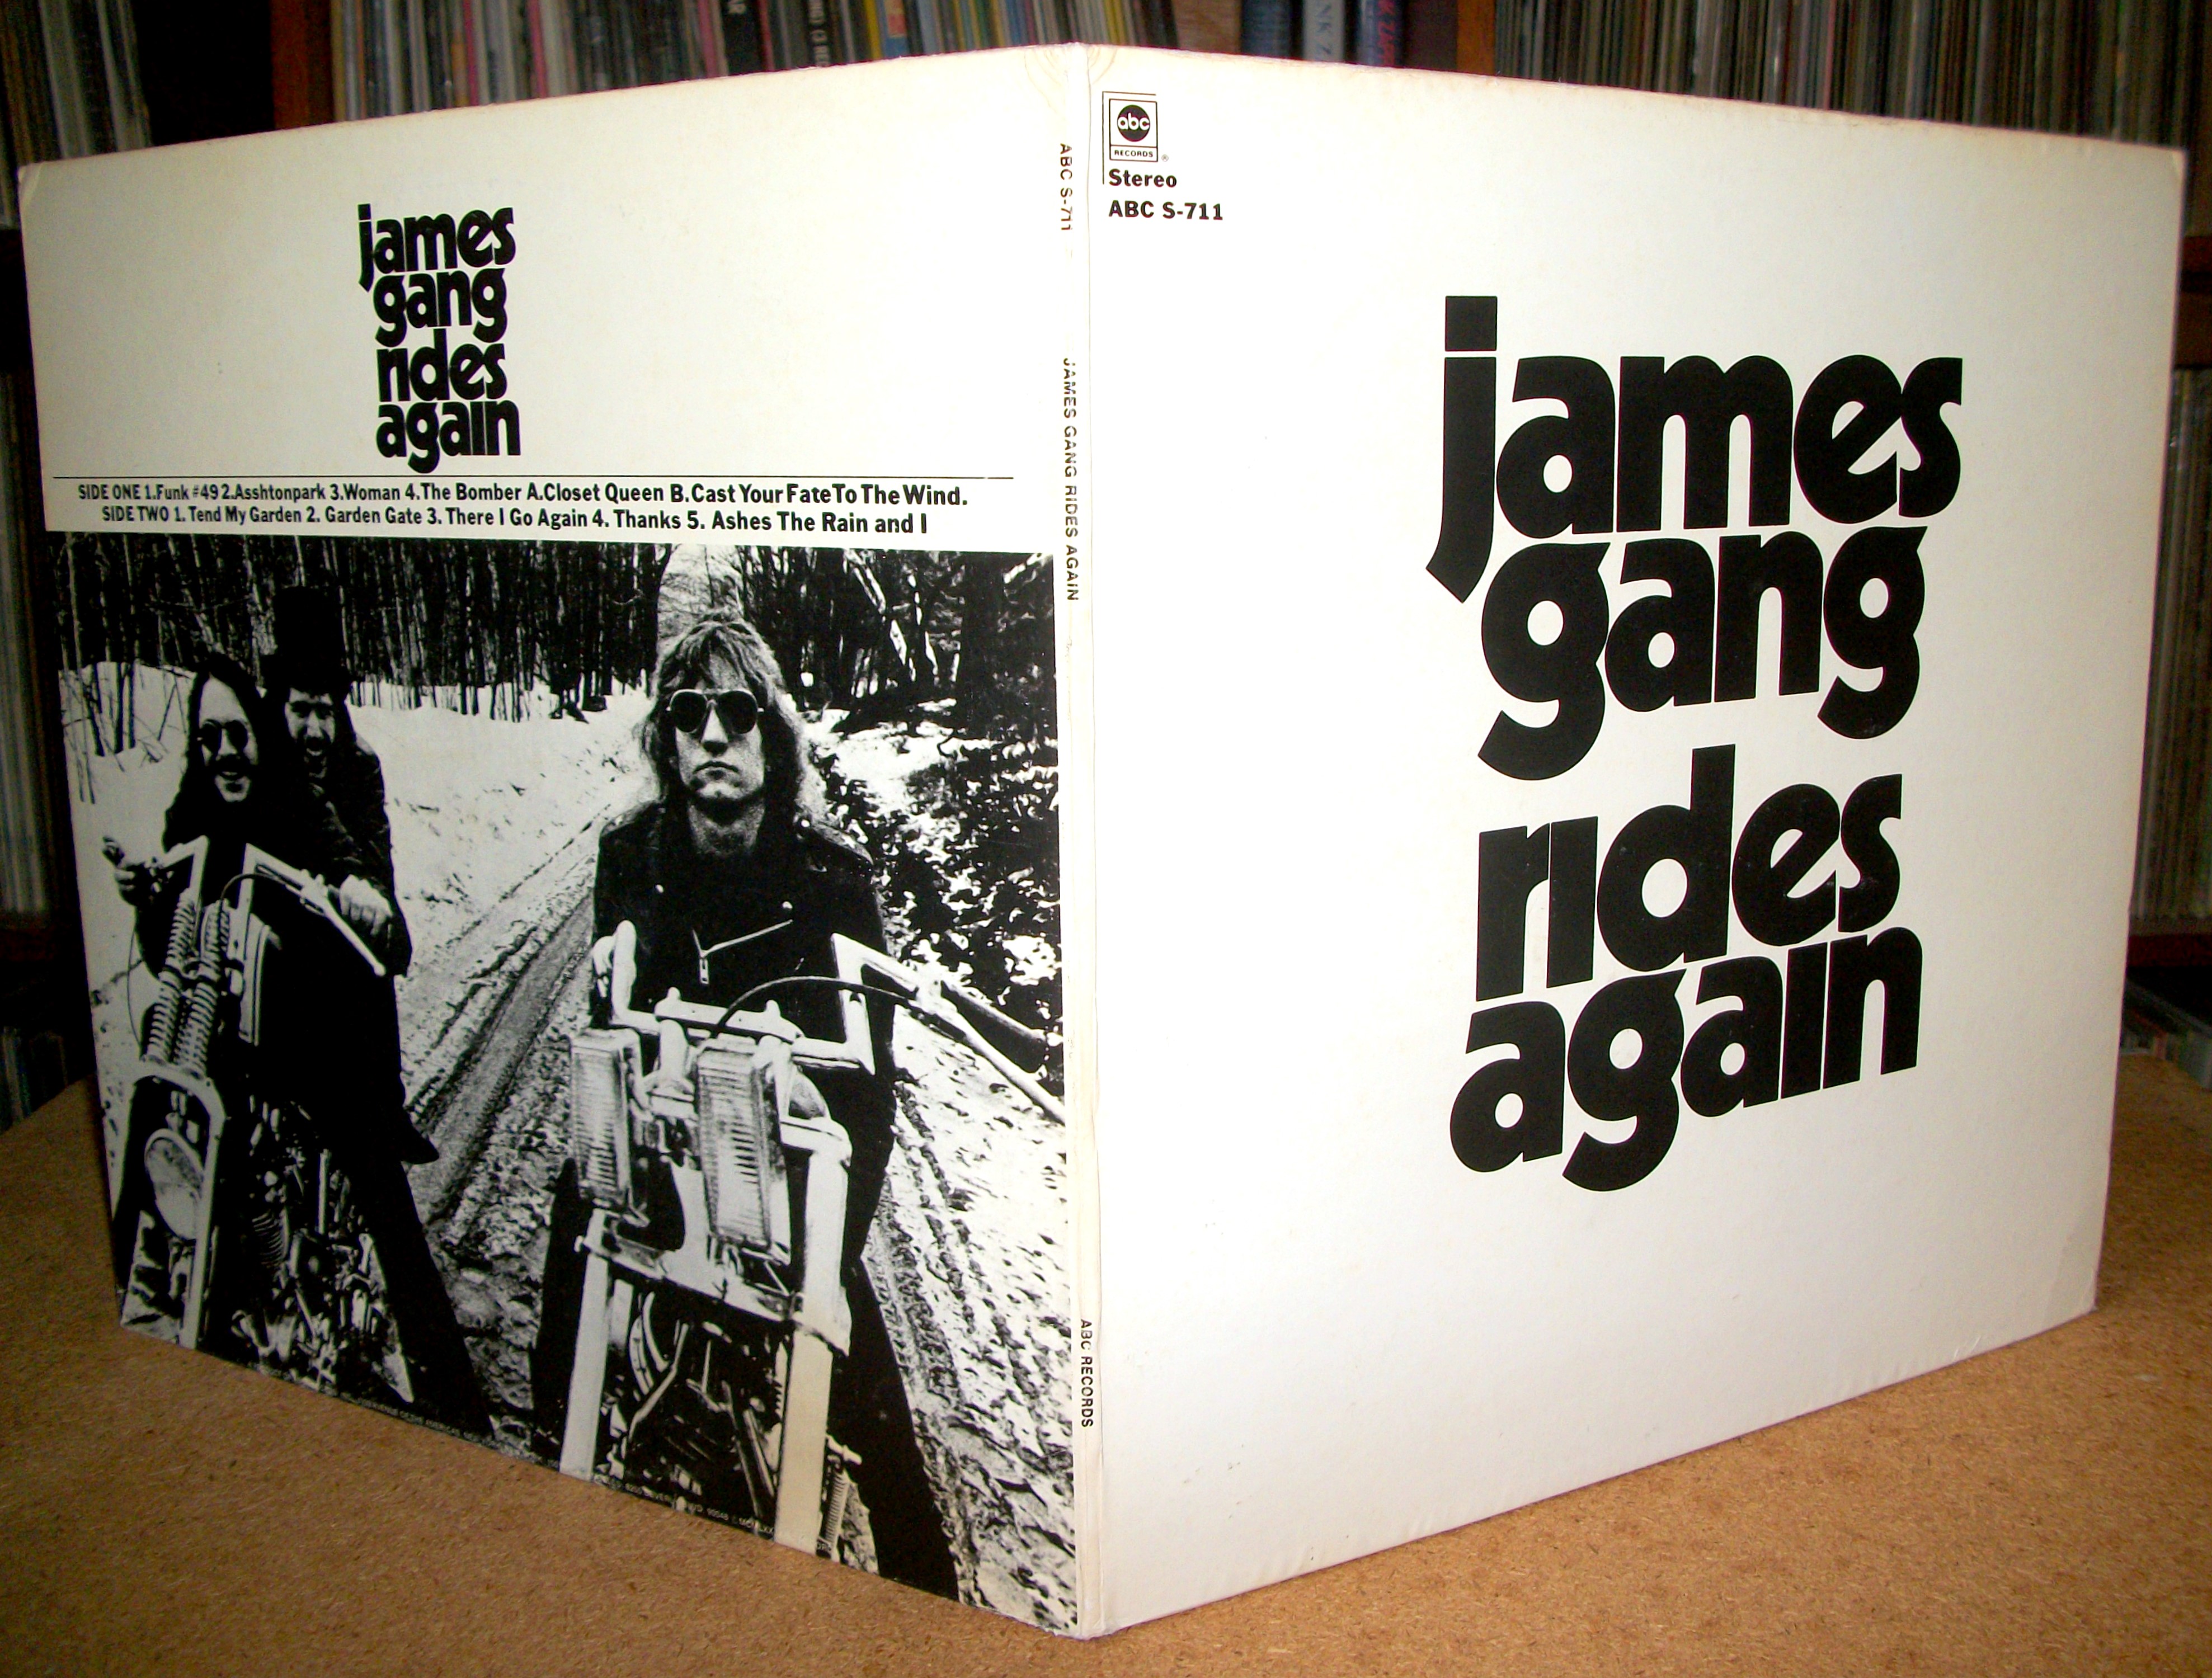 james
gang
rides
again
SIDE ONE 1.Funk #49 2.Asshtonpark 3.Woman 4.The Bomber A.Closet Queen B.Cast Your Fate To The Wind.
SIDE TWO 1. Tend My Garden 2. Garden Gate 3. There I Go Again 4. Thanks 5. Ashes The Rain and I
ABC S-711
JAMES GANG RIDES AGAIN
ABC RECORDS
abc
RECORDS ®
Stereo
ABC S-711
james
gang
rides
again